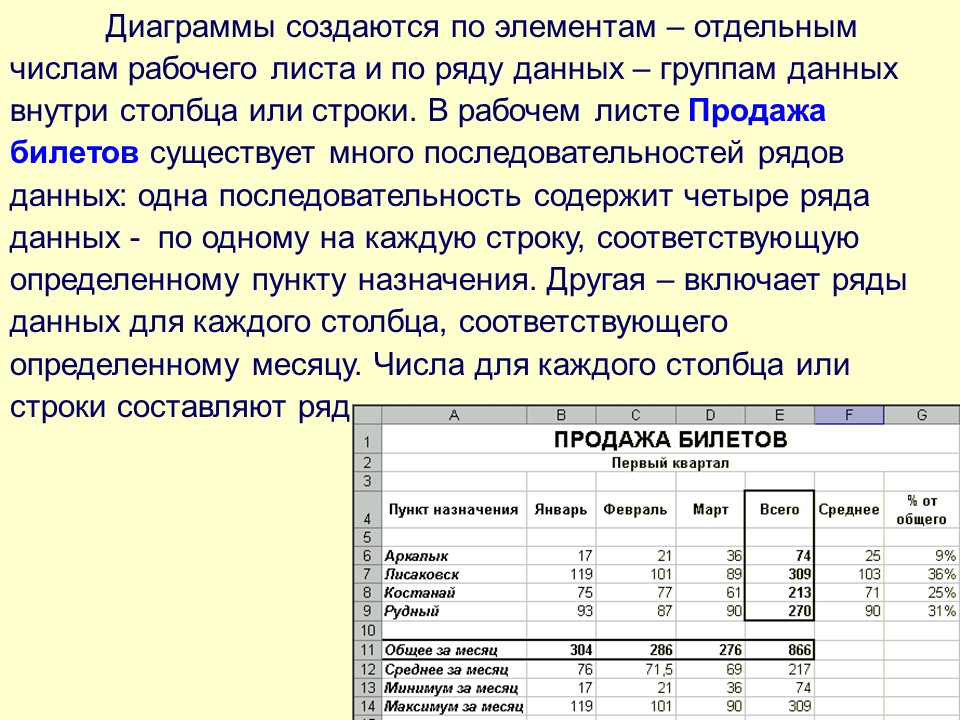 Диаграммы создаются по элементам – отдельным
числам рабочего листа и по ряду данных – группам данных
внутри столбца или строки. В рабочем листе Продажа
билетов существует много последовательностей рядов
данных: одна последовательность содержит четыре ряда
данных - по одному на каждую строку, соответствующую
определенному пункту назначения. Другая – включает ряды
данных для каждого столбца, соответствующего
определенному месяцу. Числа для каждого столбца или
строки составляют ряд
A B C D E F G
1 ПРОДАЖА БИЛЕТОВ
2 Первый квартал
3
4 Пункт назначения Январь Февраль Март Всего Среднее % от общего
5
6 Аркалык 17 21 36 74 25 9%
7 Лисаковск 119 101 89 309 103 36%
8 Костанай 75 77 61 213 71 25%
9 Рудный 93 87 90 270 90 31%
10
11 Общее за месяц 304 286 276 866
12 Среднее за месяц 76 71,5 69 217
13 Минимум за месяц 17 21 36 74
14 Максимум за месяц 119 101 90 309